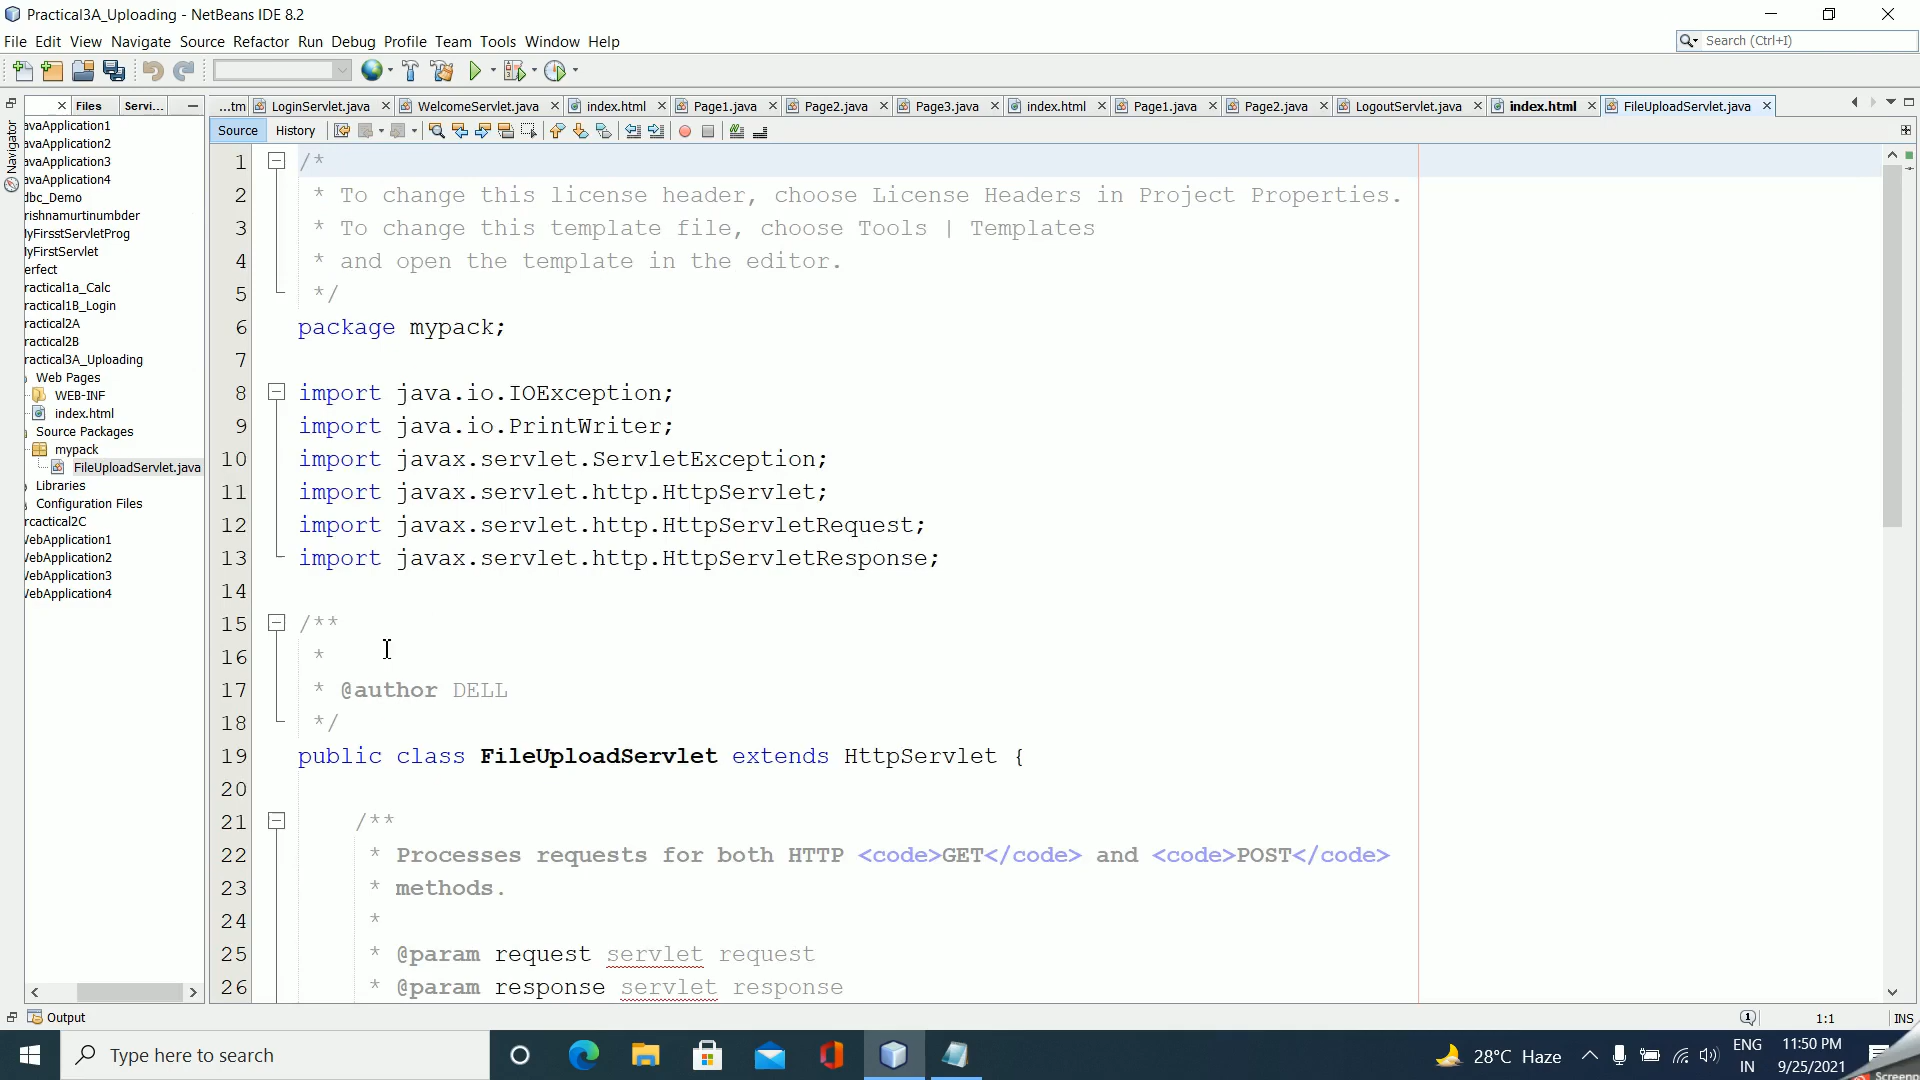 Practical3A_Uploading - NetBeans IDE 8.2
File Edit View Navigate Source Refactor Run Debug Profile Team Tools Window Help
Search (Ctrl+I)
Files Servi... ...tm LoginServlet.java WelcomeServlet.java index.html Page1.java Page2.java Page3.java index.html Page1.java Page2.java LogoutServlet.java index.html FileUploadServlet.java
Source History
Navigator
avaApplication1
avaApplication2
avaApplication3
avaApplication4
dbc_Demo
rishnamurtinumbder
lyFirsstServletProg
lyFirstServlet
erfect
ractical1a_Calc
ractical1B_Login
ractical2A
ractical2B
ractical3A_Uploading
Web Pages
WEB-INF
index.html
Source Packages
mypack
FileUploadServlet.java
Libraries
Configuration Files
rcactical2C
VebApplication1
VebApplication2
VebApplication3
VebApplication4
1 /*
2 * To change this license header, choose License Headers in Project Properties.
3 * To change this template file, choose Tools | Templates
4 * and open the template in the editor.
5 */
6 package mypack;
7
8 import java.io.IOException;
9 import java.io.PrintWriter;
10 import javax.servlet.ServletException;
11 import javax.servlet.http.HttpServlet;
12 import javax.servlet.http.HttpServletRequest;
13 import javax.servlet.http.HttpServletResponse;
14
15 /**
16 *
17 * @author DELL
18 */
19 public class FileUploadServlet extends HttpServlet {
20
21 /**
22 * Processes requests for both HTTP <code>GET</code> and <code>POST</code>
23 * methods.
24 *
25 * @param request servlet request
26 * @param response servlet response
Output
1:1 INS
Type here to search
28°C Haze
ENG
IN
11:50 PM
9/25/2021